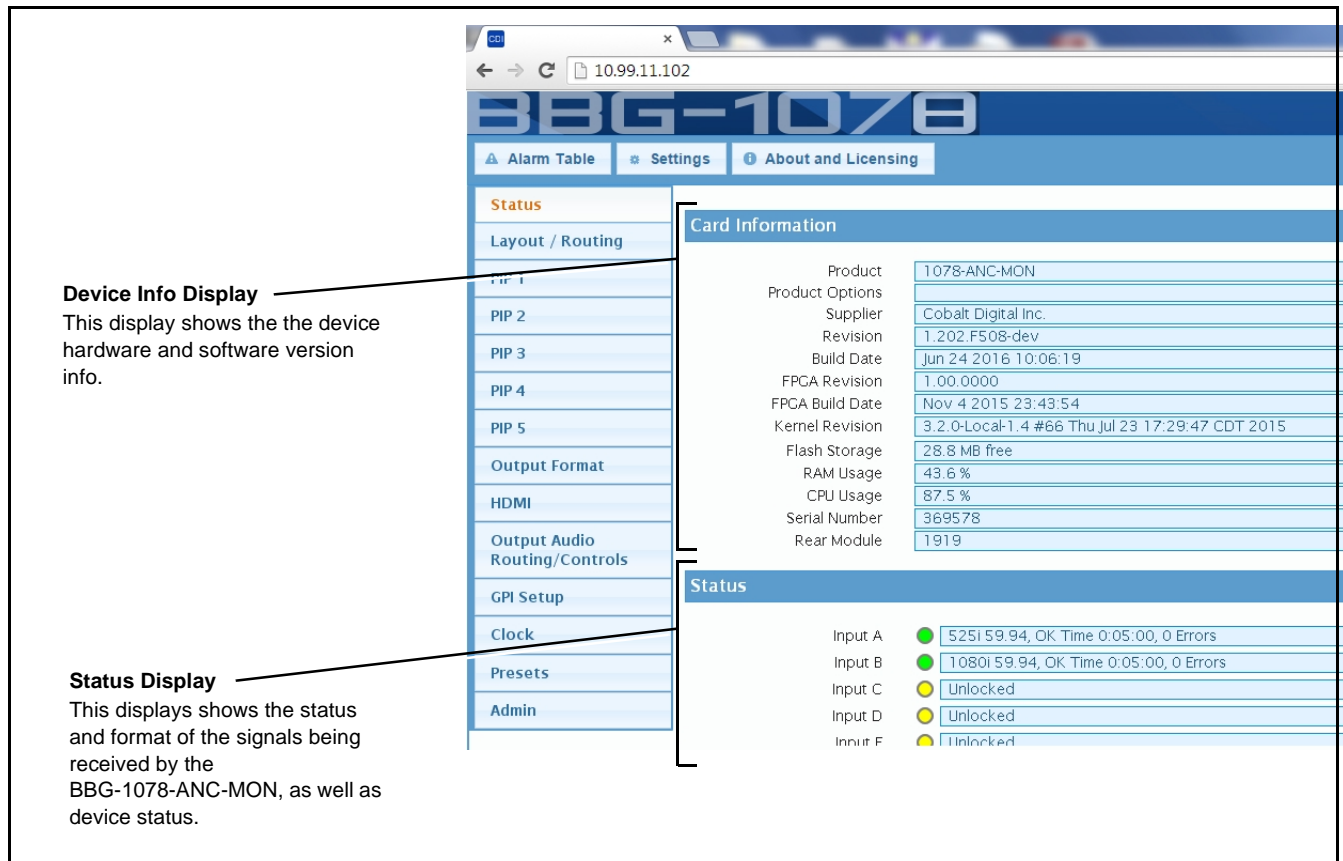 CDI
10.99.11.102
BBG-1078
Alarm Table
Settings
About and Licensing
Status
Layout / Routing
PIP 1
PIP 2
PIP 3
PIP 4
PIP 5
Output Format
HDMI
Output Audio
Routing/Controls
GPI Setup
Clock
Presets
Admin
Card Information
Product 1078-ANC-MON
Product Options
Supplier Cobalt Digital Inc.
Revision 1.202.F508-dev
Build Date Jun 24 2016 10:06:19
FPGA Revision 1.00.0000
FPGA Build Date Nov 4 2015 23:43:54
Kernel Revision 3.2.0-Local-1.4 #66 Thu Jul 23 17:29:47 CDT 2015
Flash Storage 28.8 MB free
RAM Usage 43.6 %
CPU Usage 87.5 %
Serial Number 369578
Rear Module 1919
Status
Input A 525i 59.94, OK Time 0:05:00, 0 Errors
Input B 1080i 59.94, OK Time 0:05:00, 0 Errors
Input C Unlocked
Input D Unlocked
Input E Unlocked
Device Info Display
This display shows the the device
hardware and software version
info.
Status Display
This displays shows the status
and format of the signals being
received by the
BBG-1078-ANC-MON, as well as
device status.